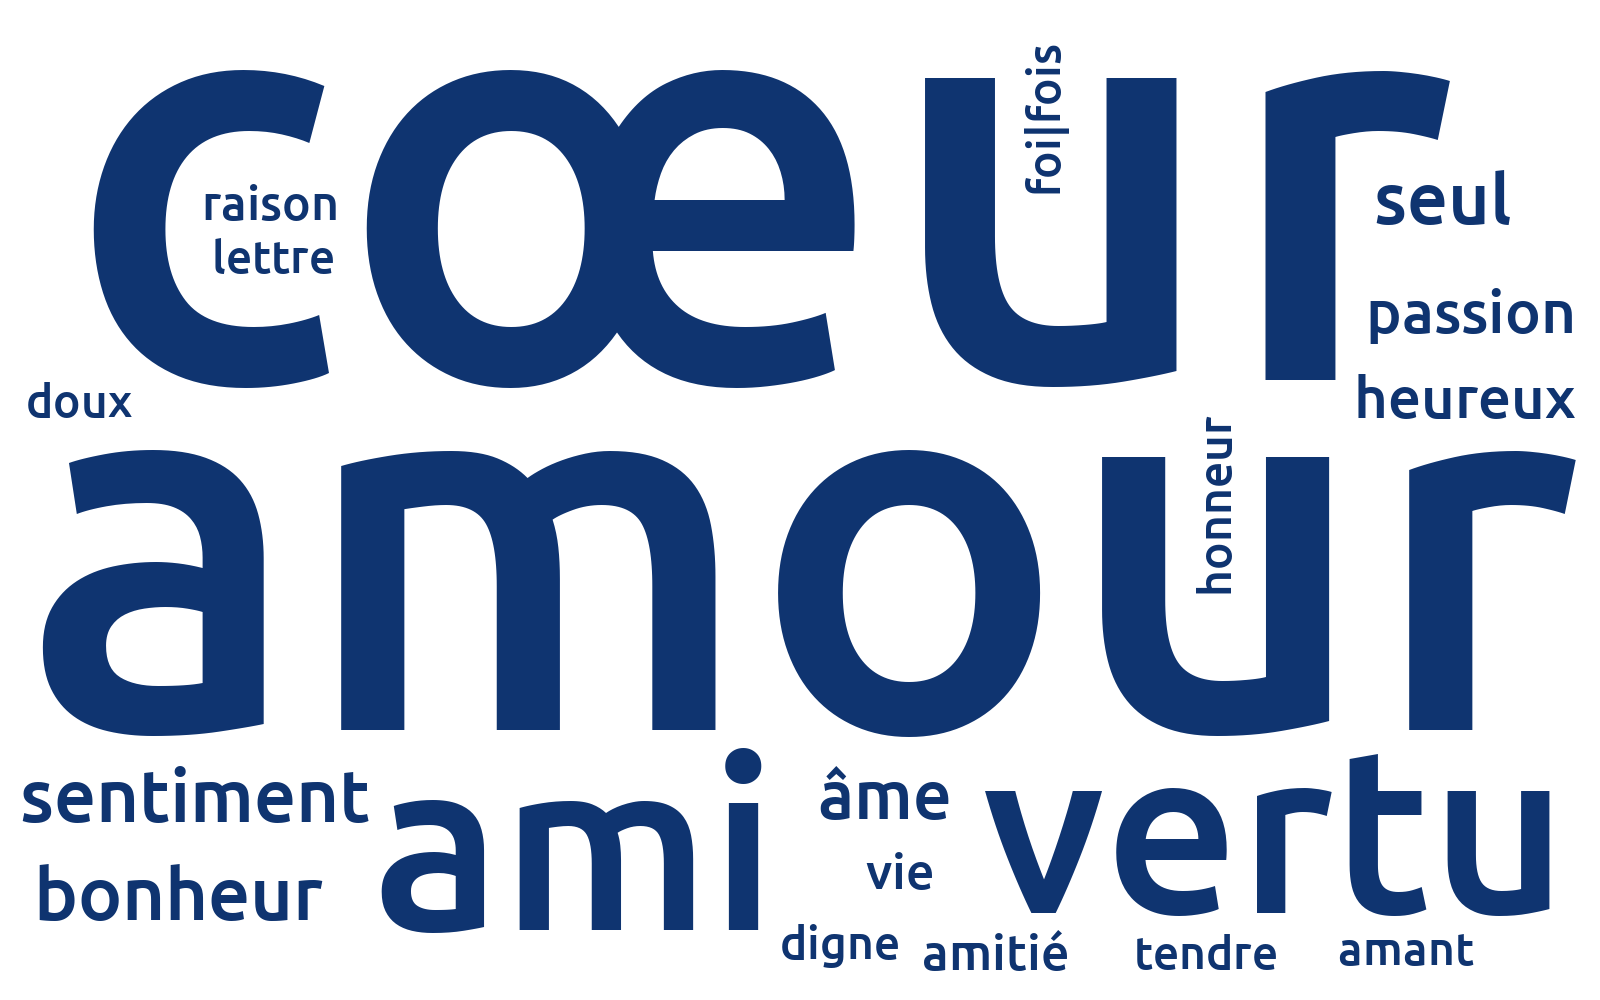 cœur
foi|fois
raison
lettre
seul
passion
heureux
doux
amour
honneur
sentiment
bonheur
ami
âme
vie
vertu
digne
amitié
tendre
amant